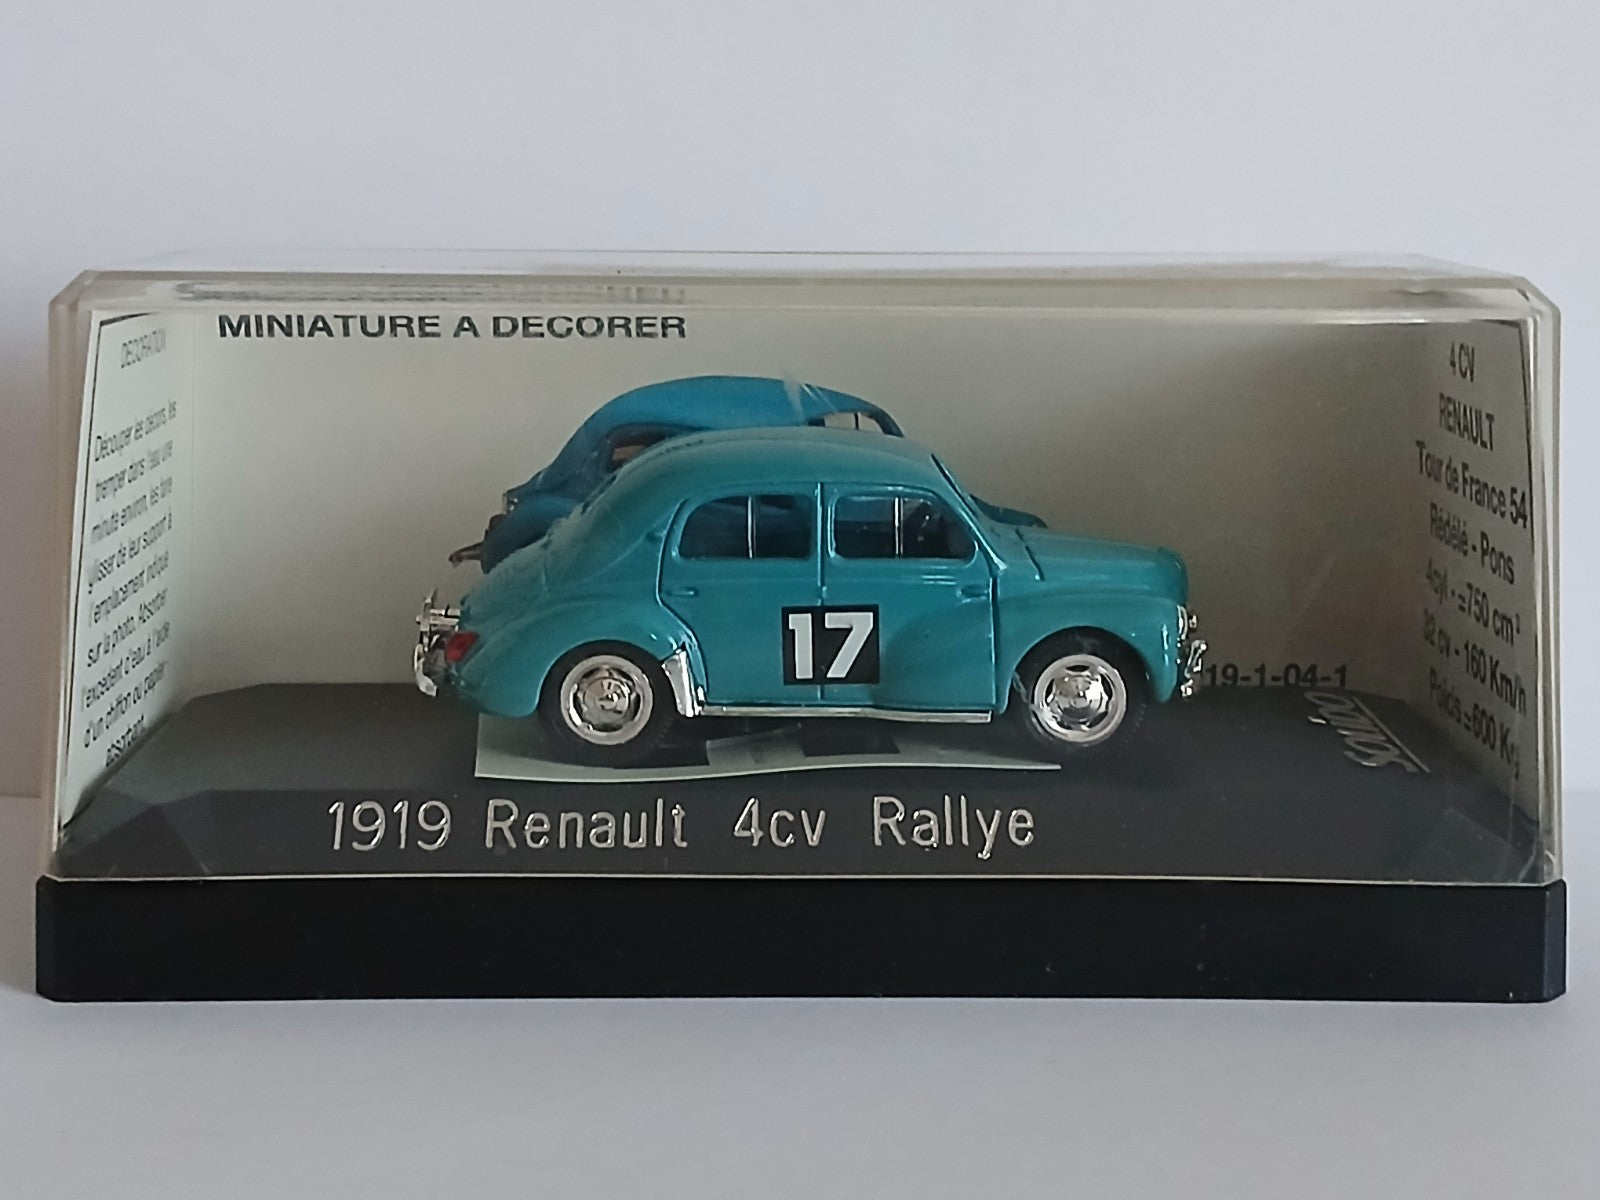 MINIATURE A DECORER
DECORATION
Découper les décors, les
tremper dans l'eau une
minute environ, les faire
glisser de leur support à
l'emplacement indiqué
sur la photo. Absorber
l'excédent d'eau à l'aide
d'un chiffon ou papier
absorbant.
4 CV
RENAULT
Tour de France 54
Rédélé - Pons
4cyl - ±750 cm³
32 cv - 160 Km/h
Poids ±600 Kg
17
19-1-04-1
Solido
1919 Renault 4cv Rallye